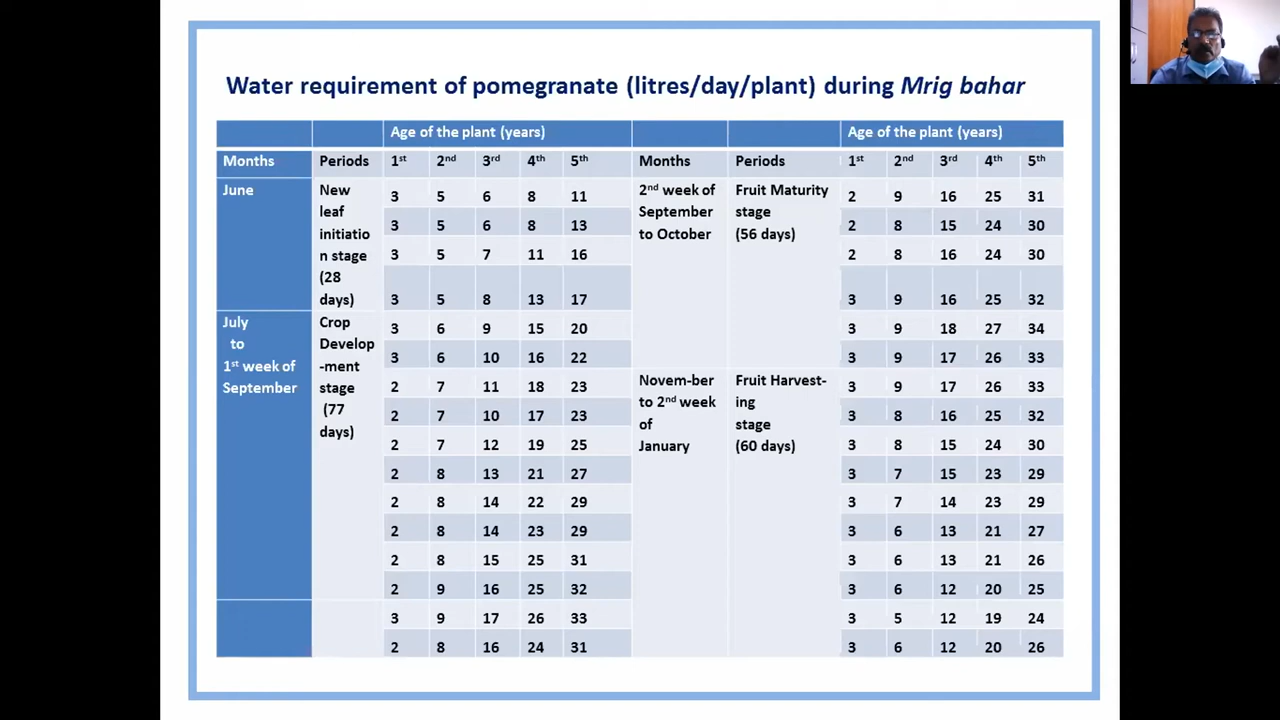 Water requirement of pomegranate (litres/day/plant) during Mrig bahar
Age of the plant (years) Age of the plant (years)
Months Periods 1st 2nd 3rd 4th 5th Months Periods 1st 2nd 3rd 4th 5th
June New leaf initiatio n stage (28 days) 3 5 6 8 11 2nd week of September to October Fruit Maturity stage (56 days) 2 9 16 25 31
3 5 6 8 13 2 8 15 24 30
3 5 7 11 16 2 8 16 24 30
3 5 8 13 17 3 9 16 25 32
July to 1st week of September Crop Develop -ment stage (77 days) 3 6 9 15 20 3 9 18 27 34
3 6 10 16 22 3 9 17 26 33
2 7 11 18 23 Novem-ber to 2nd week of January Fruit Harvest- ing stage (60 days) 3 9 17 26 33
2 7 10 17 23 3 8 16 25 32
2 7 12 19 25 3 8 15 24 30
2 8 13 21 27 3 7 15 23 29
2 8 14 22 29 3 7 14 23 29
2 8 14 23 29 3 6 13 21 27
2 8 15 25 31 3 6 13 21 26
2 9 16 25 32 3 6 12 20 25
3 9 17 26 33 3 5 12 19 24
2 8 16 24 31 3 6 12 20 26